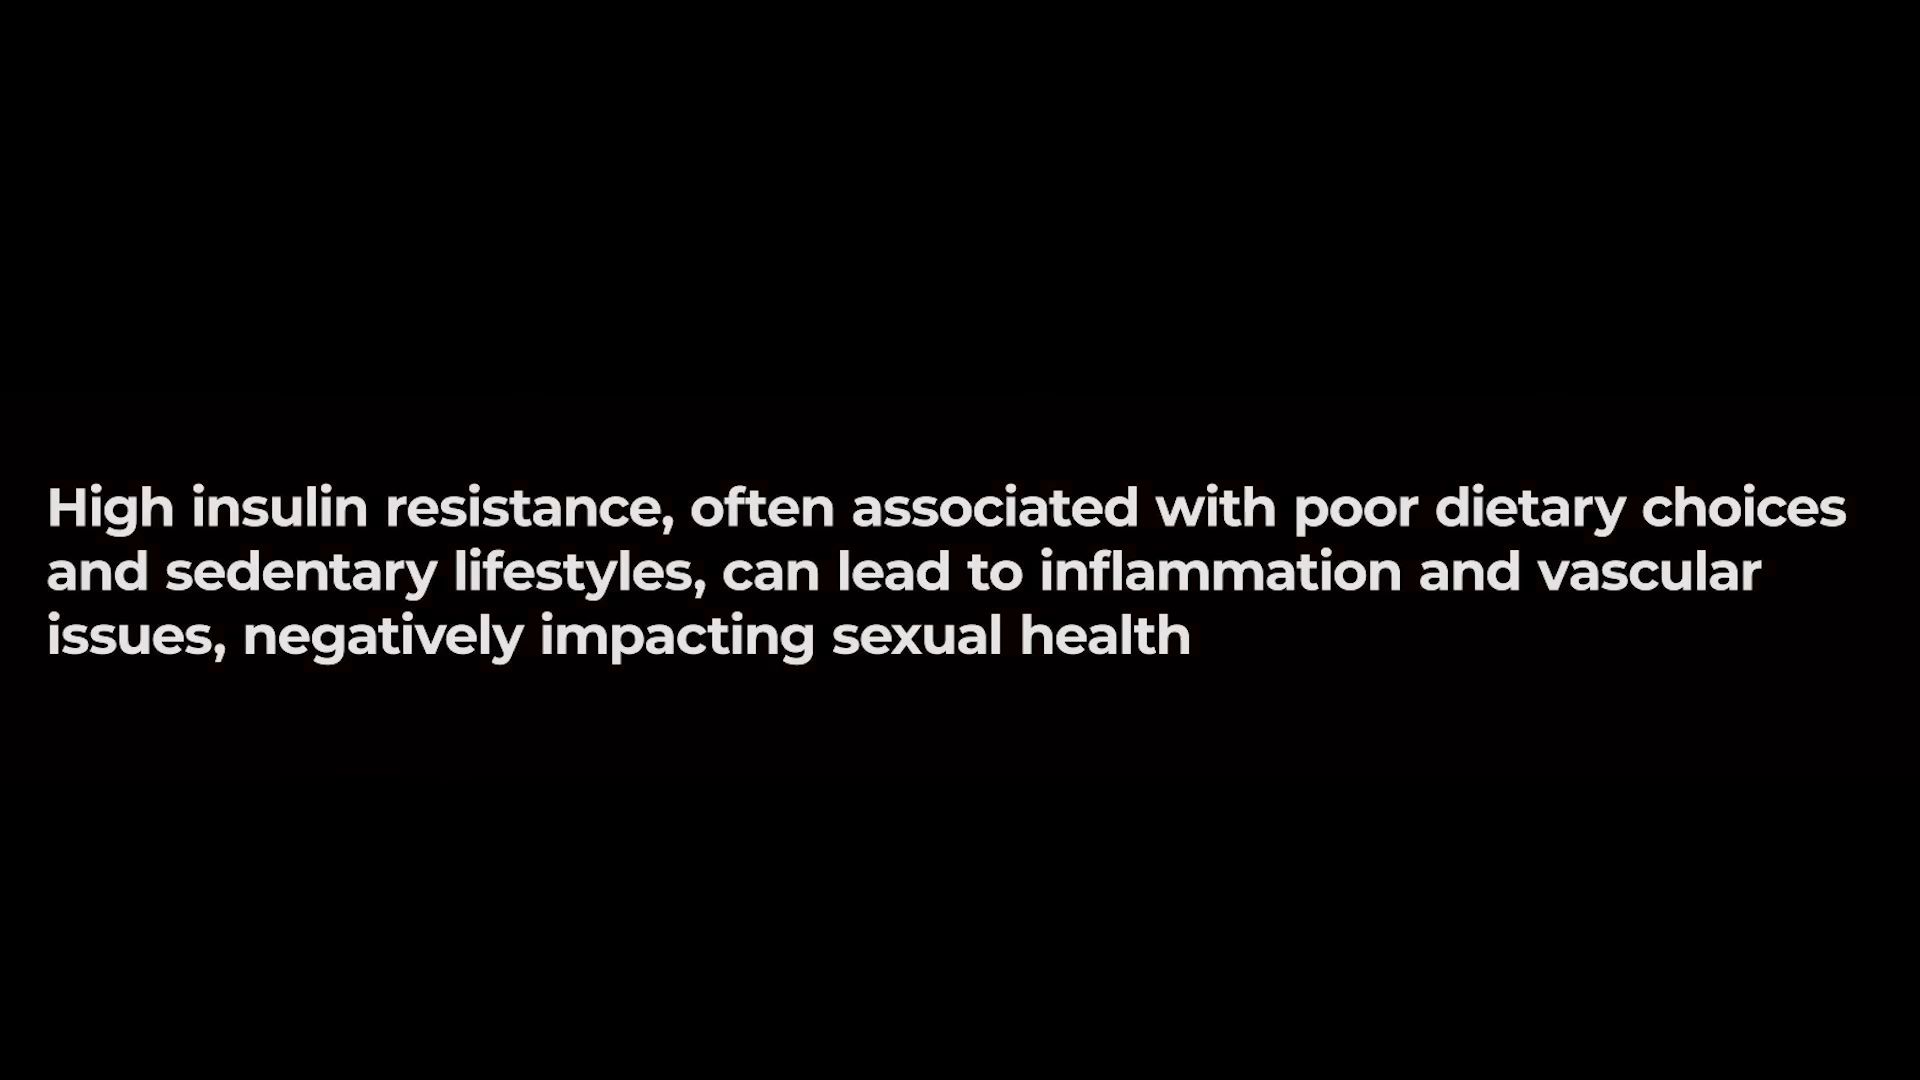 High insulin resistance, often associated with poor dietary choices
and sedentary lifestyles, can lead to inflammation and vascular
issues, negatively impacting sexual health